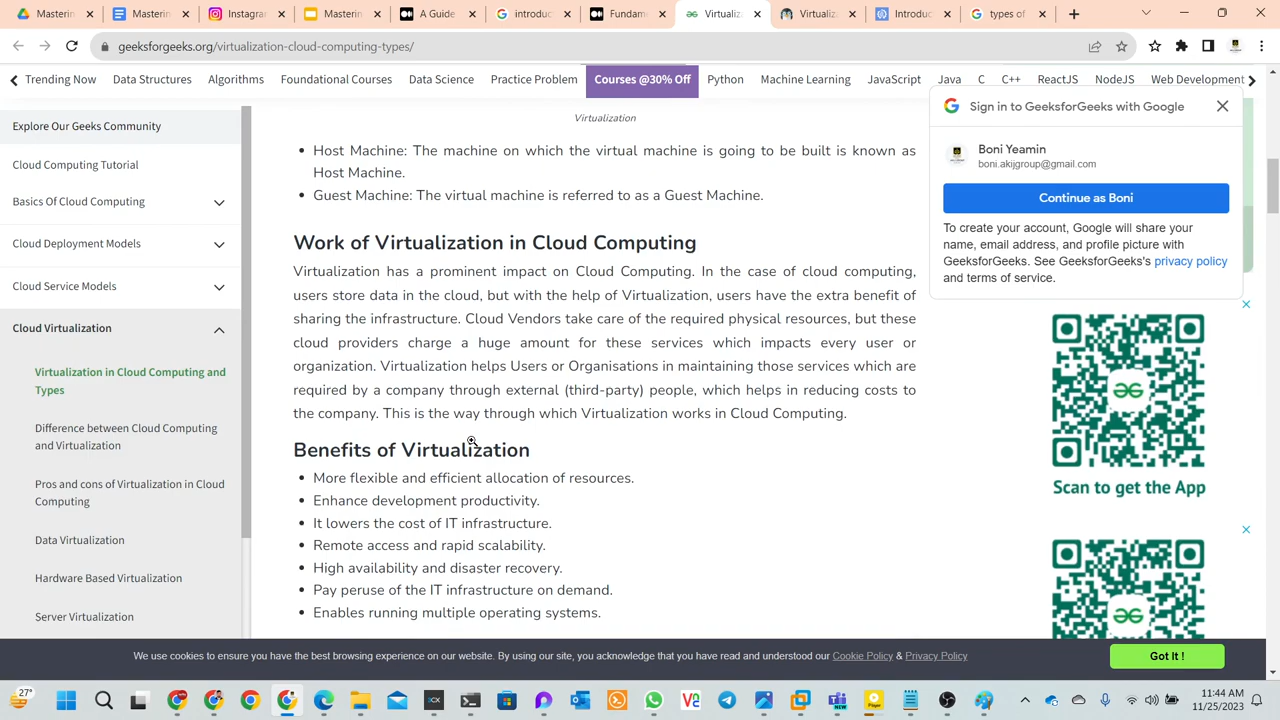 Masterin
Masterin
Instagra
Masterin
A Guide
introduc
Fundam
Virtualiz
Virtualiz
Introduc
types of
geeksforgeeks.org/virtualization-cloud-computing-types/
Trending Now
Data Structures
Algorithms
Foundational Courses
Data Science
Practice Problem
Courses @30% Off
Python
Machine Learning
JavaScript
Java
C
C++
ReactJS
NodeJS
Web Development
Explore Our Geeks Community
Cloud Computing Tutorial
Basics Of Cloud Computing
Cloud Deployment Models
Cloud Service Models
Cloud Virtualization
Virtualization in Cloud Computing and
Types
Difference between Cloud Computing
and Virtualization
Pros and cons of Virtualization in Cloud
Computing
Data Virtualization
Hardware Based Virtualization
Server Virtualization
Virtualization
• Host Machine: The machine on which the virtual machine is going to be built is known as
Host Machine.
• Guest Machine: The virtual machine is referred to as a Guest Machine.
Work of Virtualization in Cloud Computing
Virtualization has a prominent impact on Cloud Computing. In the case of cloud computing,
users store data in the cloud, but with the help of Virtualization, users have the extra benefit of
sharing the infrastructure. Cloud Vendors take care of the required physical resources, but these
cloud providers charge a huge amount for these services which impacts every user or
organization. Virtualization helps Users or Organisations in maintaining those services which are
required by a company through external (third-party) people, which helps in reducing costs to
the company. This is the way through which Virtualization works in Cloud Computing.
Benefits of Virtualization
• More flexible and efficient allocation of resources.
• Enhance development productivity.
• It lowers the cost of IT infrastructure.
• Remote access and rapid scalability.
• High availability and disaster recovery.
• Pay peruse of the IT infrastructure on demand.
• Enables running multiple operating systems.
Sign in to GeeksforGeeks with Google
Boni Yeamin
boni.akijgroup@gmail.com
Continue as Boni
To create your account, Google will share your
name, email address, and profile picture with
GeeksforGeeks. See GeeksforGeeks's privacy policy
and terms of service.
Scan to get the App
We use cookies to ensure you have the best browsing experience on our website. By using our site, you acknowledge that you have read and understood our Cookie Policy & Privacy Policy
Got It !
27°
11:44 AM
11/25/2023